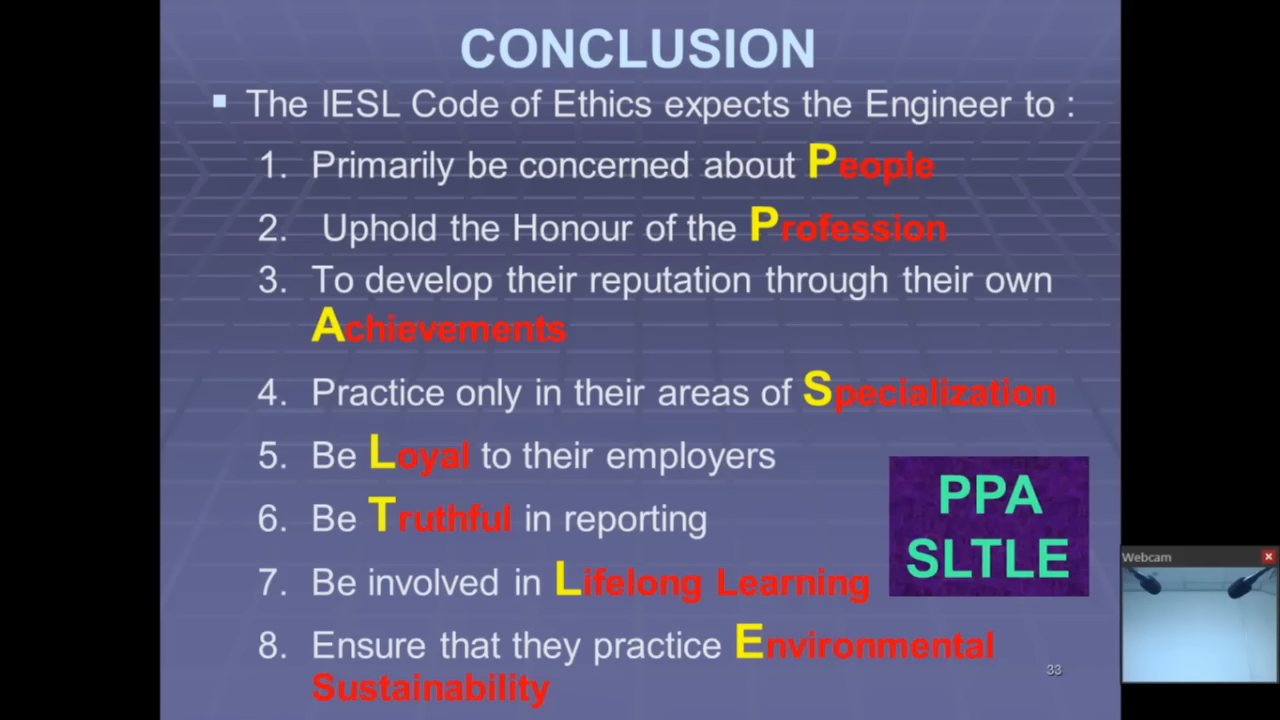 CONCLUSION
▪ The IESL Code of Ethics expects the Engineer to :
1. Primarily be concerned about People
2. Uphold the Honour of the Profession
3. To develop their reputation through their own
Achievements
4. Practice only in their areas of Specialization
5. Be Loyal to their employers
6. Be Truthful in reporting
7. Be involved in Lifelong Learning
8. Ensure that they practice Environmental
Sustainability
PPA
SLTLE
33
Webcam